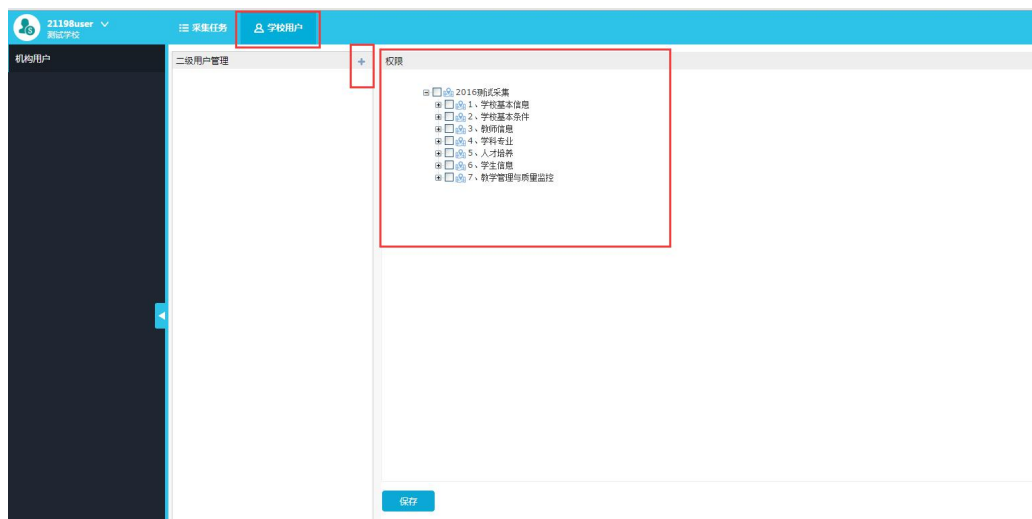 21198user
测试学校
采集任务
学校用户
机构用户
二级用户管理
权限
2016测试采集
1、学校基本信息
2、学校基本条件
3、教师信息
4、学科专业
5、人才培养
6、学生信息
7、教学管理与质量监控
保存